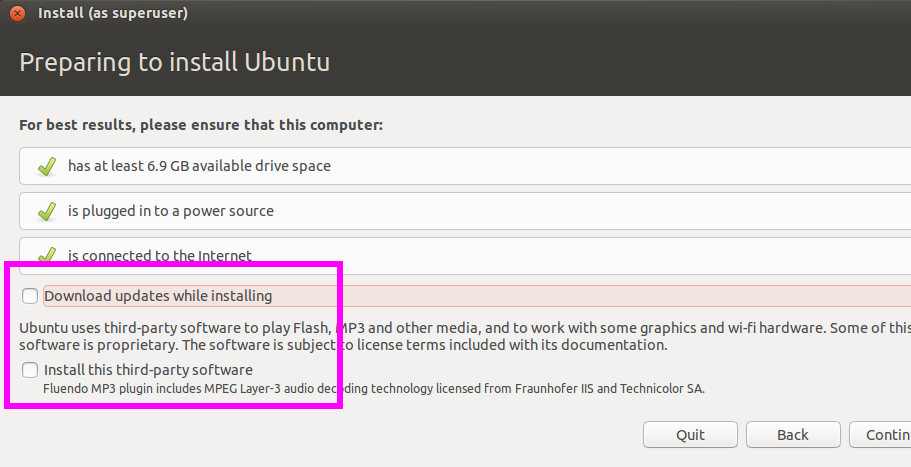 Install (as superuser)
Preparing to install Ubuntu
For best results, please ensure that this computer:
has at least 6.9 GB available drive space
is plugged in to a power source
is connected to the Internet
Download updates while installing
Ubuntu uses third-party software to play Flash, MP3 and other media, and to work with some graphics and wi-fi hardware. Some of this
software is proprietary. The software is subject to license terms included with its documentation.
Install this third-party software
Fluendo MP3 plugin includes MPEG Layer-3 audio decoding technology licensed from Fraunhofer IIS and Technicolor SA.
Quit Back Contin